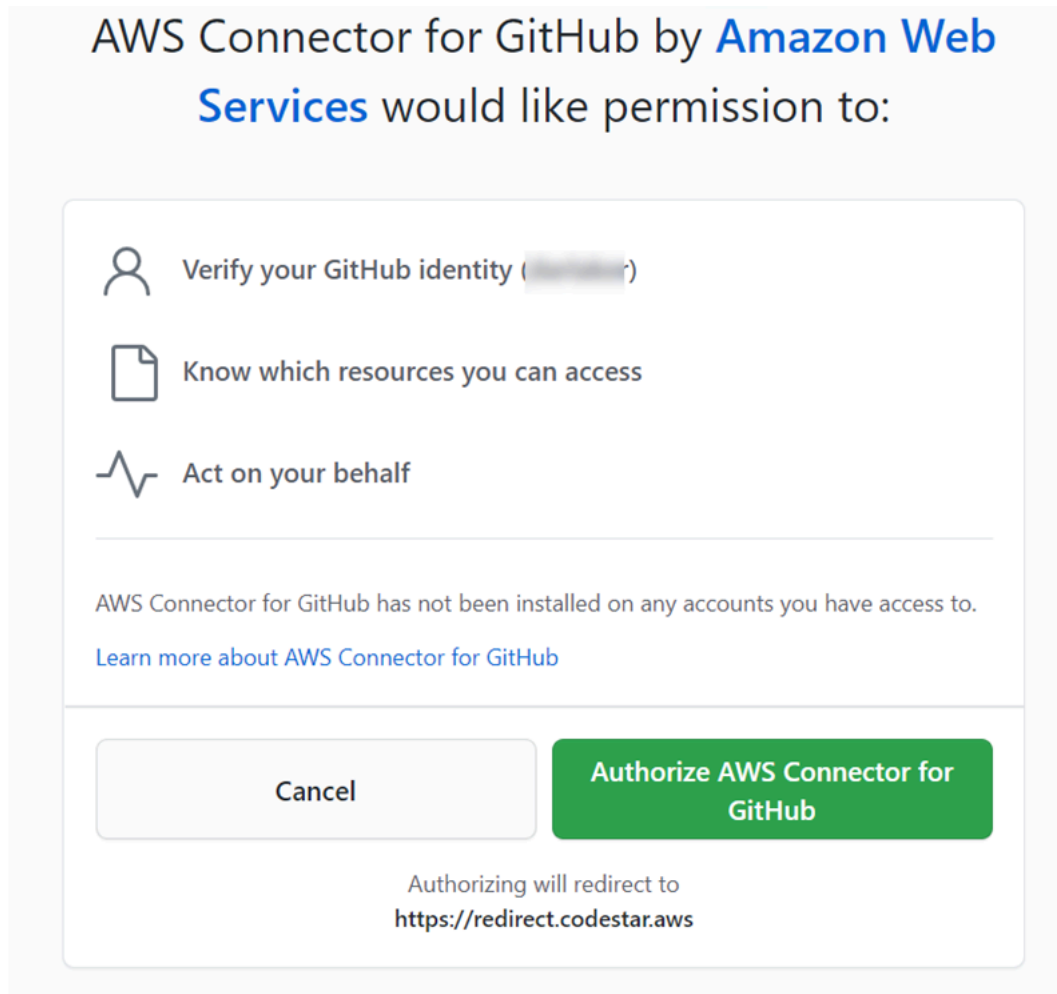 AWS Connector for GitHub by Amazon Web
Services would like permission to:
Verify your GitHub identity ( r)
Know which resources you can access
Act on your behalf
AWS Connector for GitHub has not been installed on any accounts you have access to.
Learn more about AWS Connector for GitHub
Cancel
Authorize AWS Connector for
GitHub
Authorizing will redirect to
https://redirect.codestar.aws